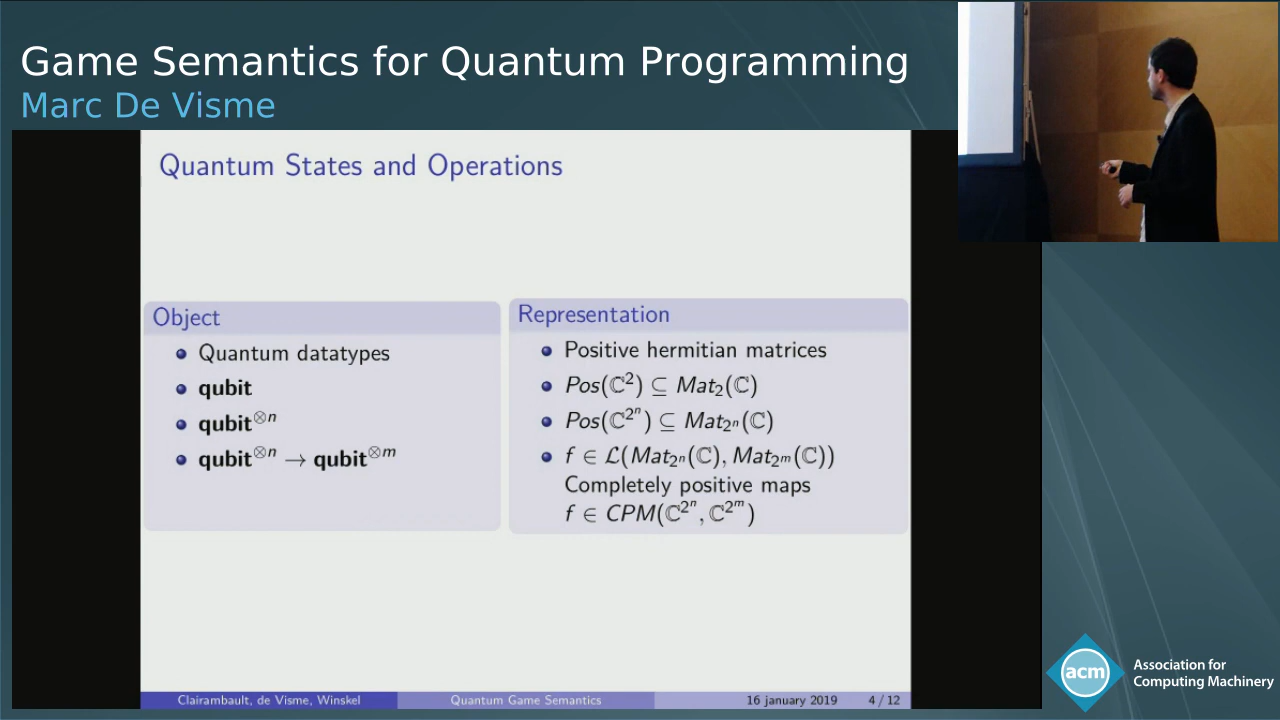 Game Semantics for Quantum Programming
Marc De Visme
Quantum States and Operations
Object
Quantum datatypes
qubit
qubit^{⊗n}
qubit^{⊗n} → qubit^{⊗m}
Representation
Positive hermitian matrices
Pos(ℂ²) ⊆ Mat₂(ℂ)
Pos(ℂ^{2^n}) ⊆ Mat_{2^n}(ℂ)
f ∈ ℒ(Mat_{2^n}(ℂ), Mat_{2^m}(ℂ))
Completely positive maps
f ∈ CPM(ℂ^{2^n}, ℂ^{2^m})
Clairambault, de Visme, Winskel
Quantum Game Semantics
16 january 2019
4 / 12
acm
Association for
Computing Machinery